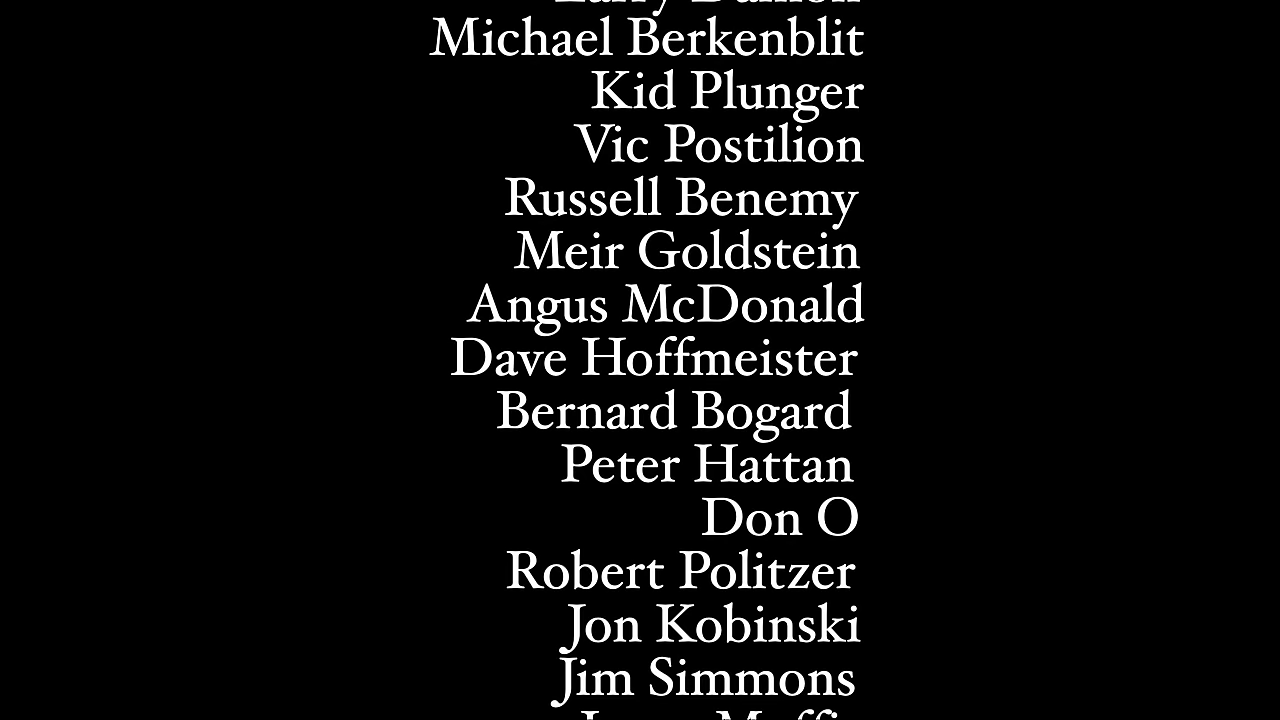 Michael Berkenblit
Kid Plunger
Vic Postilion
Russell Benemy
Meir Goldstein
Angus McDonald
Dave Hoffmeister
Bernard Bogard
Peter Hattan
Don O
Robert Politzer
Jon Kobinski
Jim Simmons